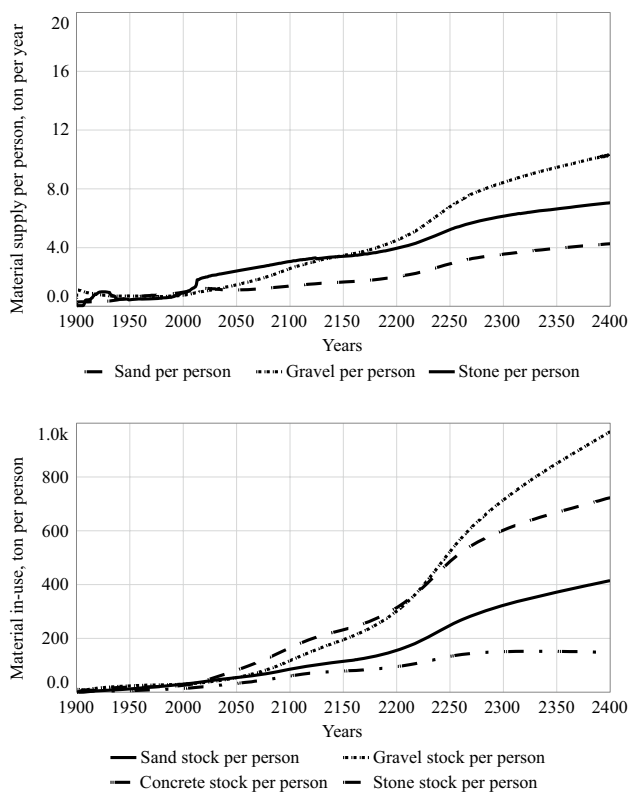 Material supply per person, ton per year
20
16
12
8.0
4.0
0.0
1900 1950 2000 2050 2100 2150 2200 2250 2300 2350 2400
Years
Sand per person Gravel per person Stone per person
Material in-use, ton per person
1.0k
800
600
400
200
0.0
1900 1950 2000 2050 2100 2150 2200 2250 2300 2350 2400
Years
Sand stock per person Gravel stock per person
Concrete stock per person Stone stock per person